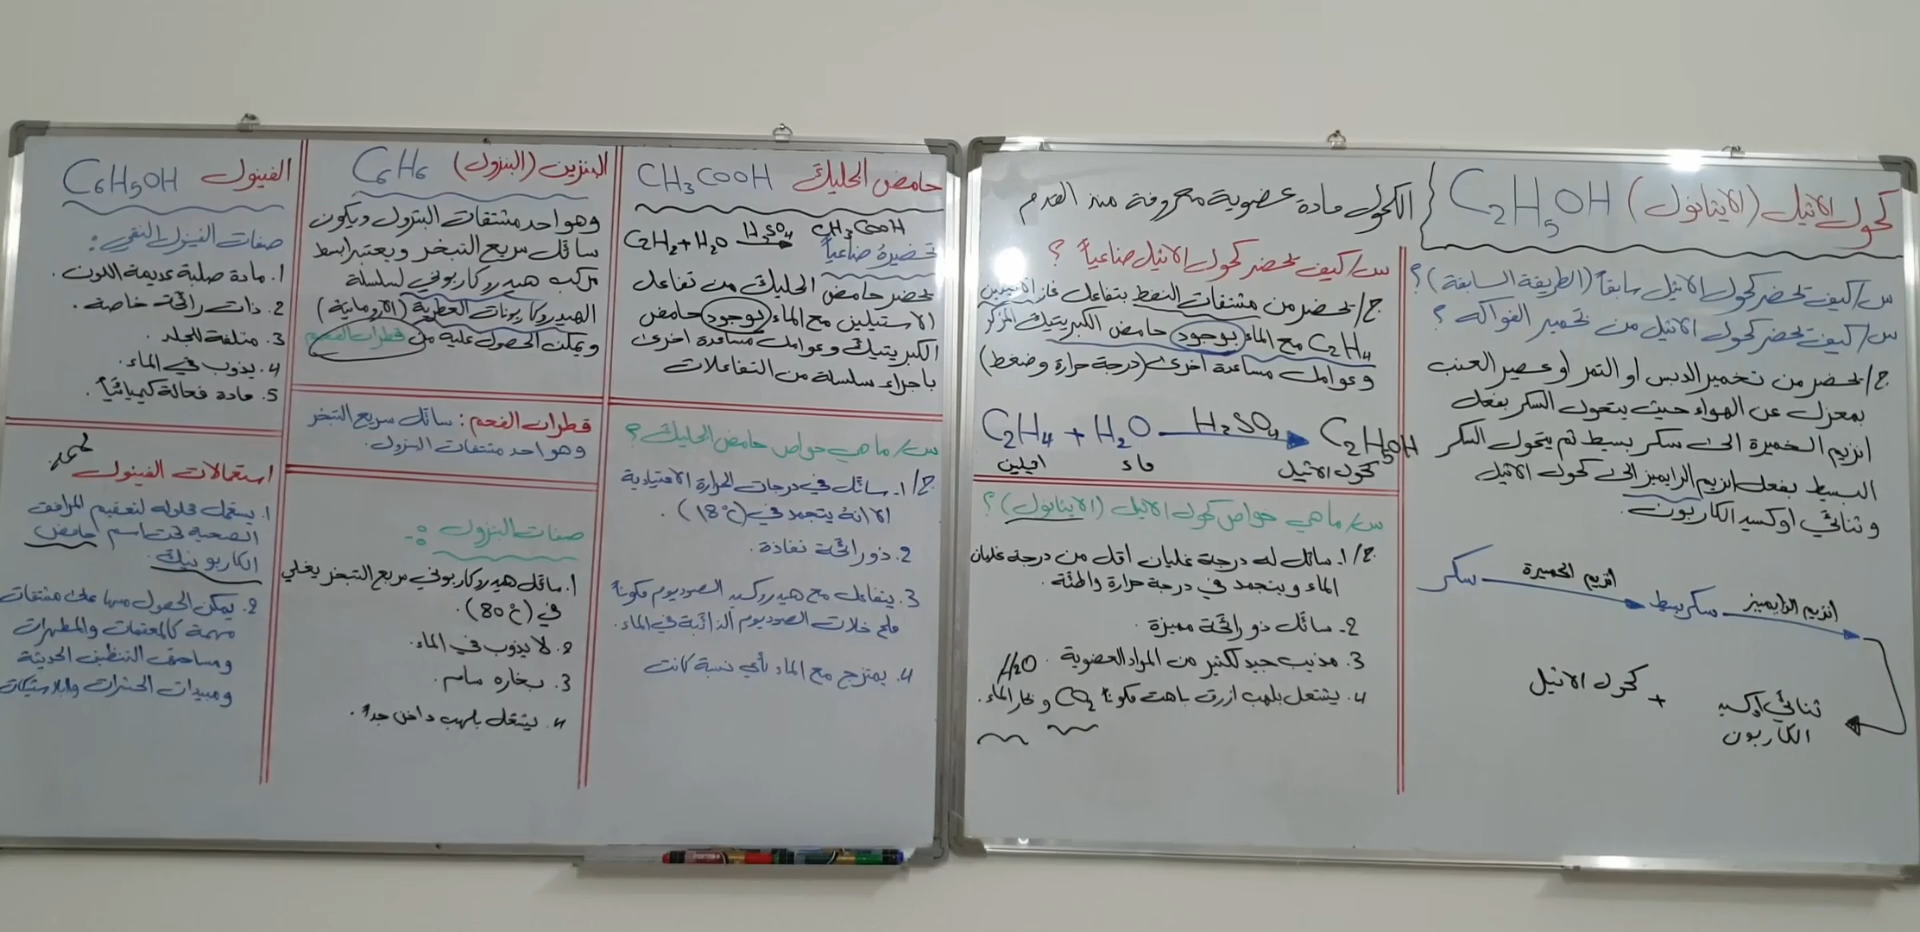 كحول الاثيل (الايثانول) C2H5OH
س/كيف تحضر كحول الاثيل سابقاً (الطريقة السابقة)؟
س/كيف يحضر كحول الاثيل من تخمير الفواكه ؟
ج/ يحضر من تخمير الدبس او التمر او عصير العنب
بمعزل عن الهواء حيث يتحول السكر بفعل
انزيم الخميرة الى سكر بسيط ثم يتحول السكر
البسيط بفعل انزيم الزايميز الى كحول الاثيل
و ثنائي اوكسيد الكاربون.
سكر انزيم الخميرة سكر بسيط انزيم الزايميز
ثنائي اوكسيد الكاربون + كحول الاثيل
الكحول مادة عضوية معروفة منذ القدم
س/كيف يحضر كحول الاثيل صناعياً ؟
ج/ يحضر من مشتقات النفط بتفاعل غاز الاثيلين
C2H4 مع الماء بوجود حامض الكبريتيك المركز
وعوامل مساعدة اخرى (درجة حرارة وضغط)
C2H4 + H2O H2SO4 C2H5OH
اثيلين ماء كحول الاثيل
س/ ما هي خواص كحول الاثيل (الايثانول) ؟
ج/ 1. سائل له درجة غليان أقل من درجة غليان
الماء وينجمد في درجة حرارة واطئة .
2- سائل ذو رائحة مميزة .
3. مذيب جيد لكثير من المواد العضوية . H2O
4. يشتعل بلهب ازرق باهت مكوناً CO2 و بخار الماء.
حامض الخليك CH3COOH
C2H2 + H2O H2SO4 CH3COOH
تحضيره صناعياً
يحضر حامض الخليك من تفاعل
الاستيلين مع الماء بوجود حامض
الكبريتيك وعوامل مساعدة اخرى
باجراء سلسلة من التفاعلات
س/ ما هي خواص حامض الخليك ؟
ج/ 1. سائل في درجات الحرارة الاعتيادية
الا انه يتجمد في (18°C) .
2. ذو رائحة نفاذة .
3. يتفاعل مع هيدروكسيد الصوديوم مكوناً
ملح خلات الصوديوم الذائبة في الماء.
4. يمتزج مع الماء بأي نسبة كانت
البنزين (البنزول) C6H6
وهو احد مشتقات البترول ويكون
سائل سريع التبخر ويعتبر ابسط
مركب هيدروكاربوني لسلسلة
الهيدروكاربونات العطرية (الاروماتية)
ويمكن الحصول عليه من قطرات الفحم
قطرات الفحم : سائل سريع التبخر
وهو احد مشتقات البترول.
صفات البنزول :-
1. سائل هيدروكاربوني سريع التبخر يغلي
في (80°C) .
2. لا يذوب في الماء .
3. بخاره سام .
4. يشتعل بلهب داخن جداً .
الفينول C6H5OH
صفات الفينول النقي :
1. مادة صلبة عديمة اللون .
2. ذات رائحة خاصة .
3. متلفة للجلد
4. يذوب في الماء .
5. مادة فعالة كيميائياً .
استعمالات الفينول
1. يستعمل محلوله لتعقيم المرافق
الصحية تحت اسم حامض
الكاربوليك .
2. يمكن الحصول منها على مشتقات
مهمة كالمعقمات والمطهرات
ومساحيق التنظيف الحديثة
ومبيدات الحشرات والبلاستيكات